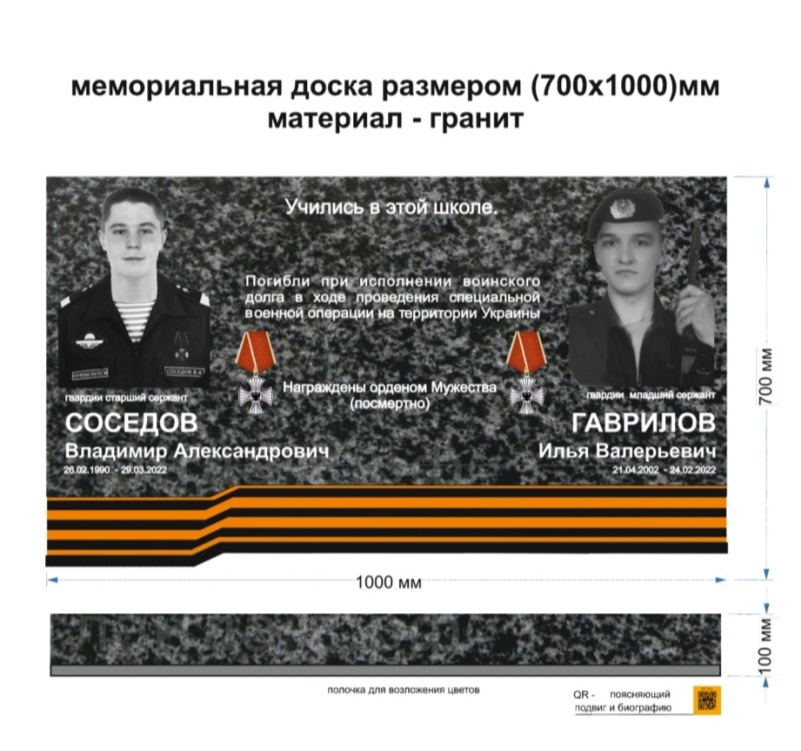 мемориальная доска размером (700х1000)мм
материал - гранит
Учились в этой школе.
Погибли при исполнении воинского
долга в ходе проведения специальной
военной операции на территории Украины
Награждены орденом Мужества
(посмертно)
СОСЕДОВ В.А
гвардии старший сержант
СОСЕДОВ
Владимир Александрович
26.02.1990 - 29.03.2022
гвардии младший сержант
ГАВРИЛОВ
Илья Валерьевич
21.04.2002 - 24.02.2022
700 мм
1000 мм
100 мм
полочка для возложения цветов
QR - поясняющий
подвиг и биографию